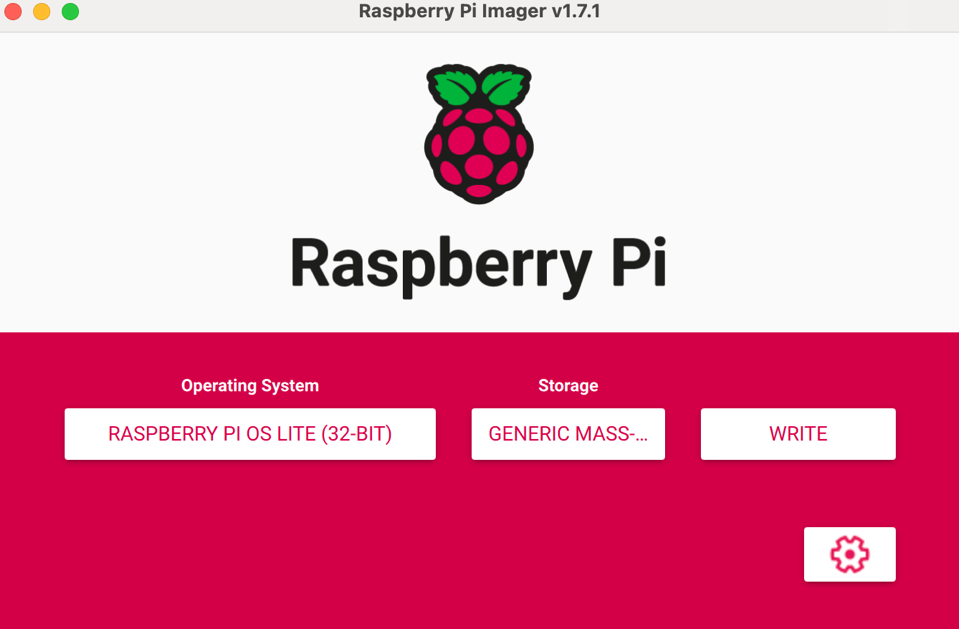 Raspberry Pi Imager v1.7.1
Raspberry Pi
Operating System
Storage
RASPBERRY PI OS LITE (32-BIT)
GENERIC MASS-...
WRITE